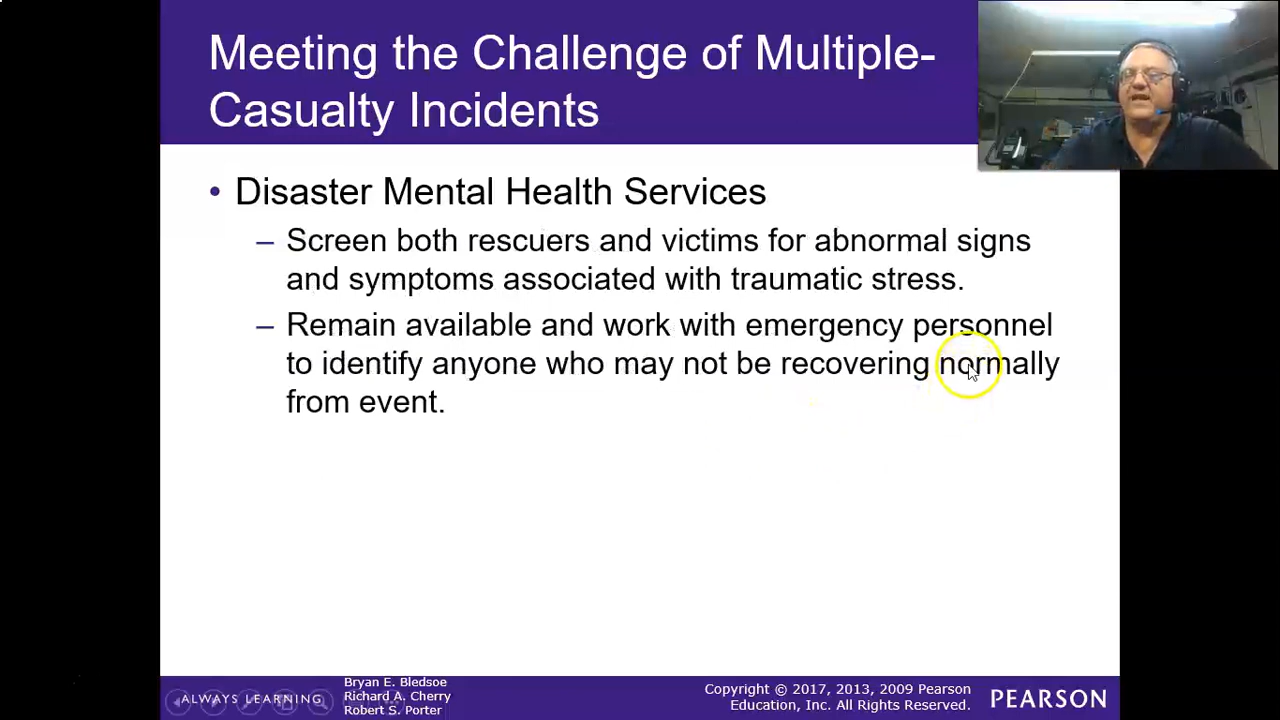 Meeting the Challenge of Multiple-
Casualty Incidents
• Disaster Mental Health Services
– Screen both rescuers and victims for abnormal signs
and symptoms associated with traumatic stress.
– Remain available and work with emergency personnel
to identify anyone who may not be recovering normally
from event.
ALWAYS LEARNING
Bryan E. Bledsoe
Richard A. Cherry
Robert S. Porter
Copyright © 2017, 2013, 2009 Pearson
Education, Inc. All Rights Reserved.
PEARSON